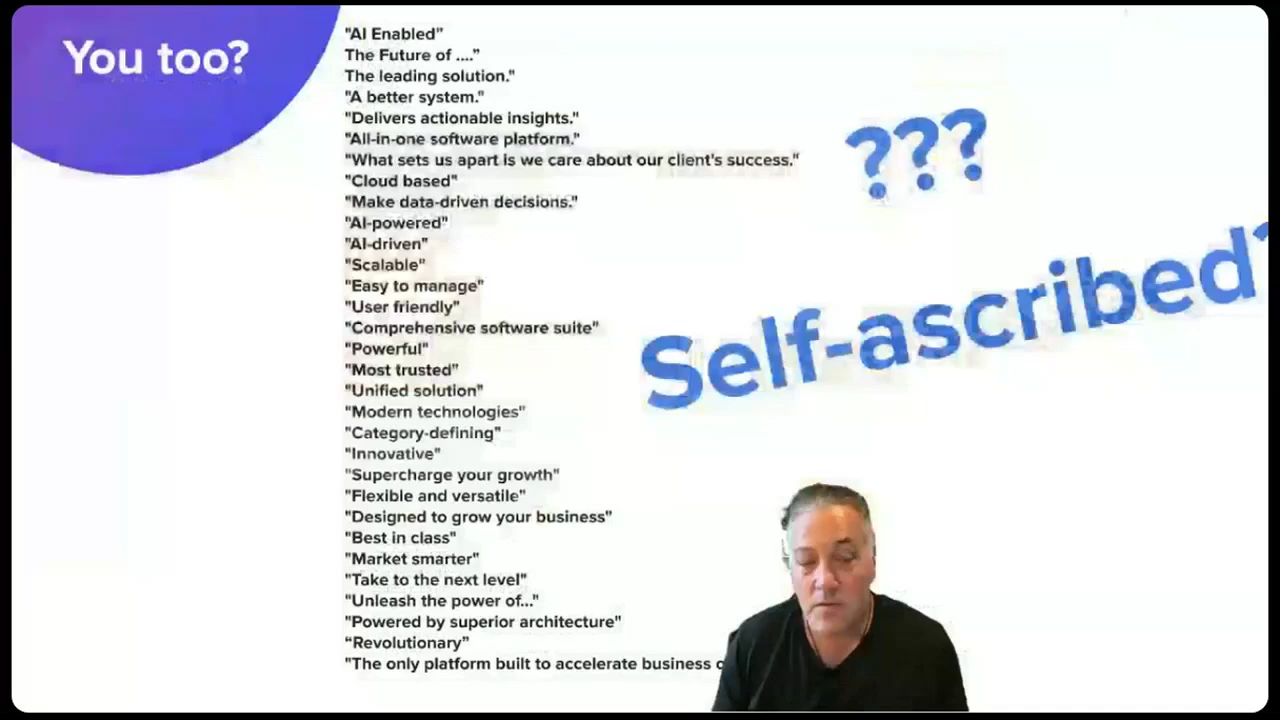 You too?
"AI Enabled”
The Future of ....”
The leading solution."
"A better system."
"Delivers actionable insights."
"All-in-one software platform."
"What sets us apart is we care about our client's success."
"Cloud based"
"Make data-driven decisions."
"AI-powered"
"AI-driven"
"Scalable"
"Easy to manage"
"User friendly"
"Comprehensive software suite"
"Powerful"
"Most trusted"
"Unified solution"
"Modern technologies"
"Category-defining"
"Innovative"
"Supercharge your growth"
"Flexible and versatile"
"Designed to grow your business"
"Best in class"
"Market smarter"
"Take to the next level"
"Unleash the power of..."
"Powered by superior architecture"
“Revolutionary”
"The only platform built to accelerate business
???
Self-ascribed?